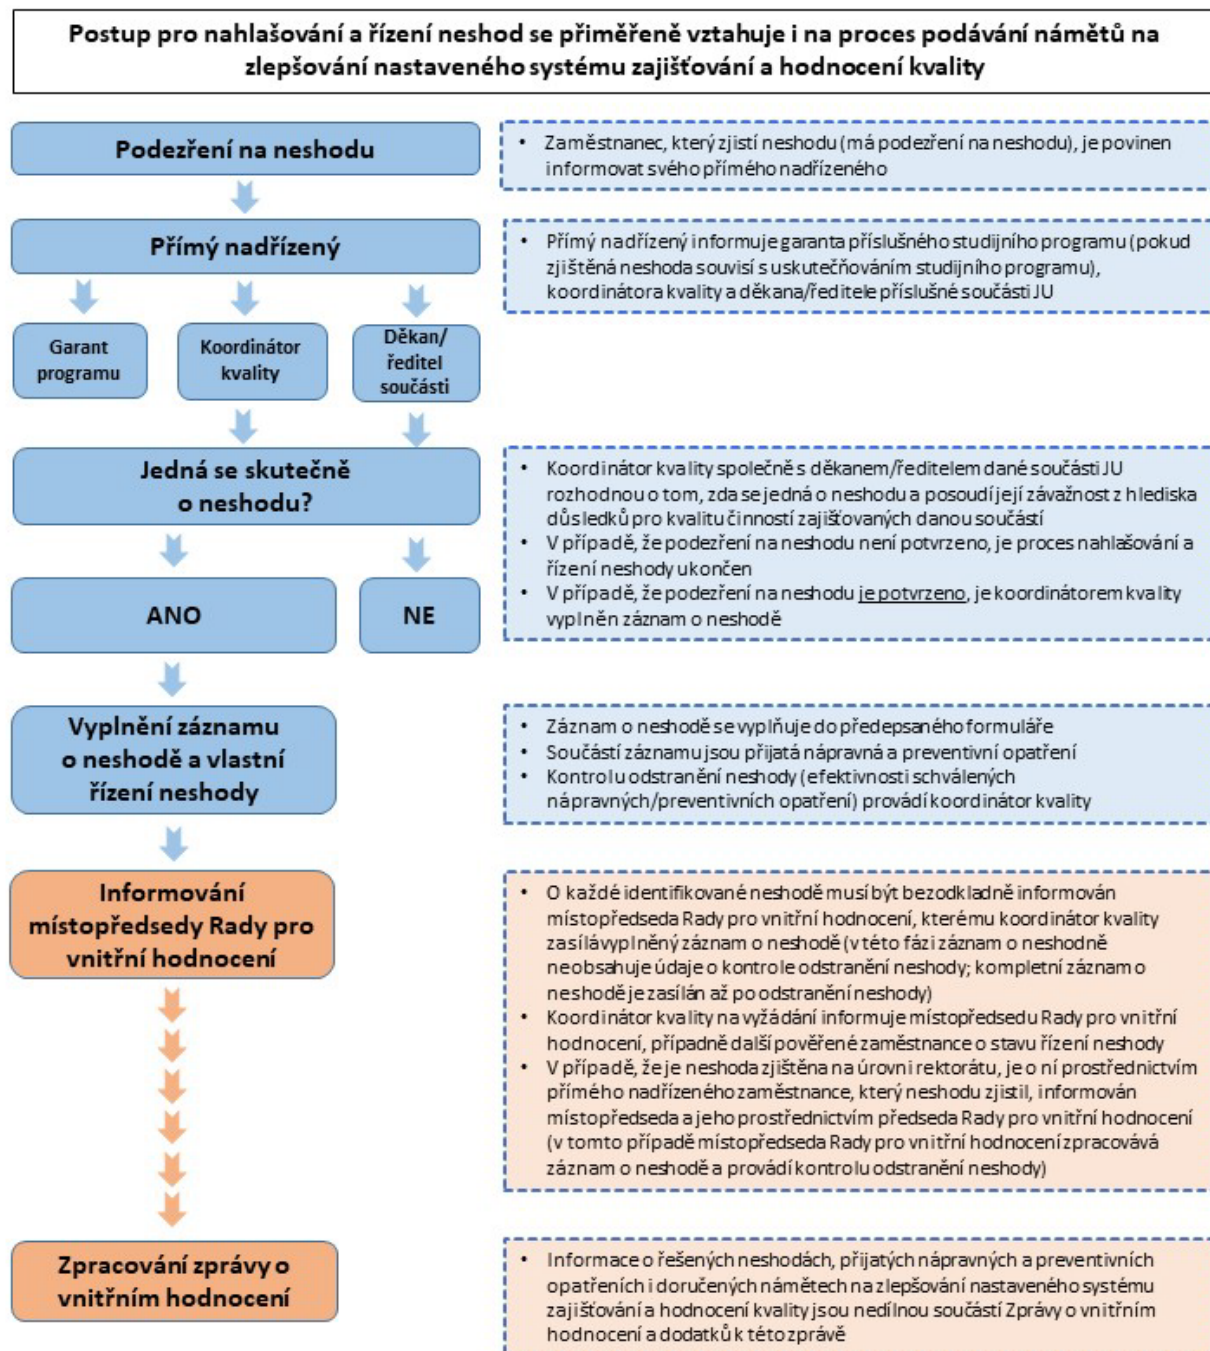 Postup pro nahlašování a řízení neshod se přiměřeně vztahuje i na proces podávání námětů na
zlepšování nastaveného systému zajišťování a hodnocení kvality
Podezření na neshodu
• Zaměstnanec, který zjistí neshodu (má podezření na neshodu), je povinen
informovat svého přímého nadřízeného
Přímý nadřízený
• Přímý nadřízený informuje garanta příslušného studijního programu (pokud
zjištěná neshoda souvisí s uskutečňováním studijního programu),
koordinátora kvality a děkana/ředitele příslušné součásti JU
Garant
programu
Koordinátor
kvality
Děkan/
ředitel
součásti
Jedná se skutečně
o neshodu?
• Koordinátor kvality společně s děkanem/ředitelem dané součásti JU
rozhodnou o tom, zda se jedná o neshodu a posoudí její závažnost z hlediska
důsledků pro kvalitu činností zajišťovaných danou součástí
• V případě, že podezření na neshodu není potvrzeno, je proces nahlašování a
řízení neshody ukončen
• V případě, že podezření na neshodu je potvrzeno, je koordinátorem kvality
vyplněn záznam o neshodě
ANO
NE
Vyplnění záznamu
o neshodě a vlastní
řízení neshody
• Záznam o neshodě se vyplňuje do předepsaného formuláře
• Součástí záznamu jsou přijatá nápravná a preventivní opatření
• Kontrolu odstranění neshody (efektivnosti schválených
nápravných/preventivních opatření) provádí koordinátor kvality
Informování
místopředsedy Rady pro
vnitřní hodnocení
• O každé identifikované neshodě musí být bezodkladně informován
místopředseda Rady pro vnitřní hodnocení, kterému koordinátor kvality
zasílávyplněný záznam o neshodě (v této fázi záznam o neshodně
neobsahuje údaje o kontrole odstranění neshody; kompletní záznam o
neshodě je zasílán až po odstranění neshody)
• Koordinátor kvality na vyžádání informuje místopředsedu Rady pro vnitřní
hodnocení, případně další pověřené zaměstnance o stavu řízení neshody
• V případě, že je neshoda zjištěna na úrovni rektorátu, je o ní prostřednictvím
přímého nadřízeného zaměstnance, který neshodu zjistil, informován
místopředseda a jeho prostřednictvím předseda Rady pro vnitřní hodnocení
(v tomto případě místopředseda Rady pro vnitřní hodnocení zpracovává
záznam o neshodě a provádí kontrolu odstranění neshody)
Zpracování zprávy o
vnitřním hodnocení
• Informace o řešených neshodách, přijatých nápravných a preventivních
opatřeních i doručených námětech na zlepšování nastaveného systému
zajišťování a hodnocení kvality jsou nedílnou součástí Zprávy o vnitřním
hodnocení a dodatků k této zprávě